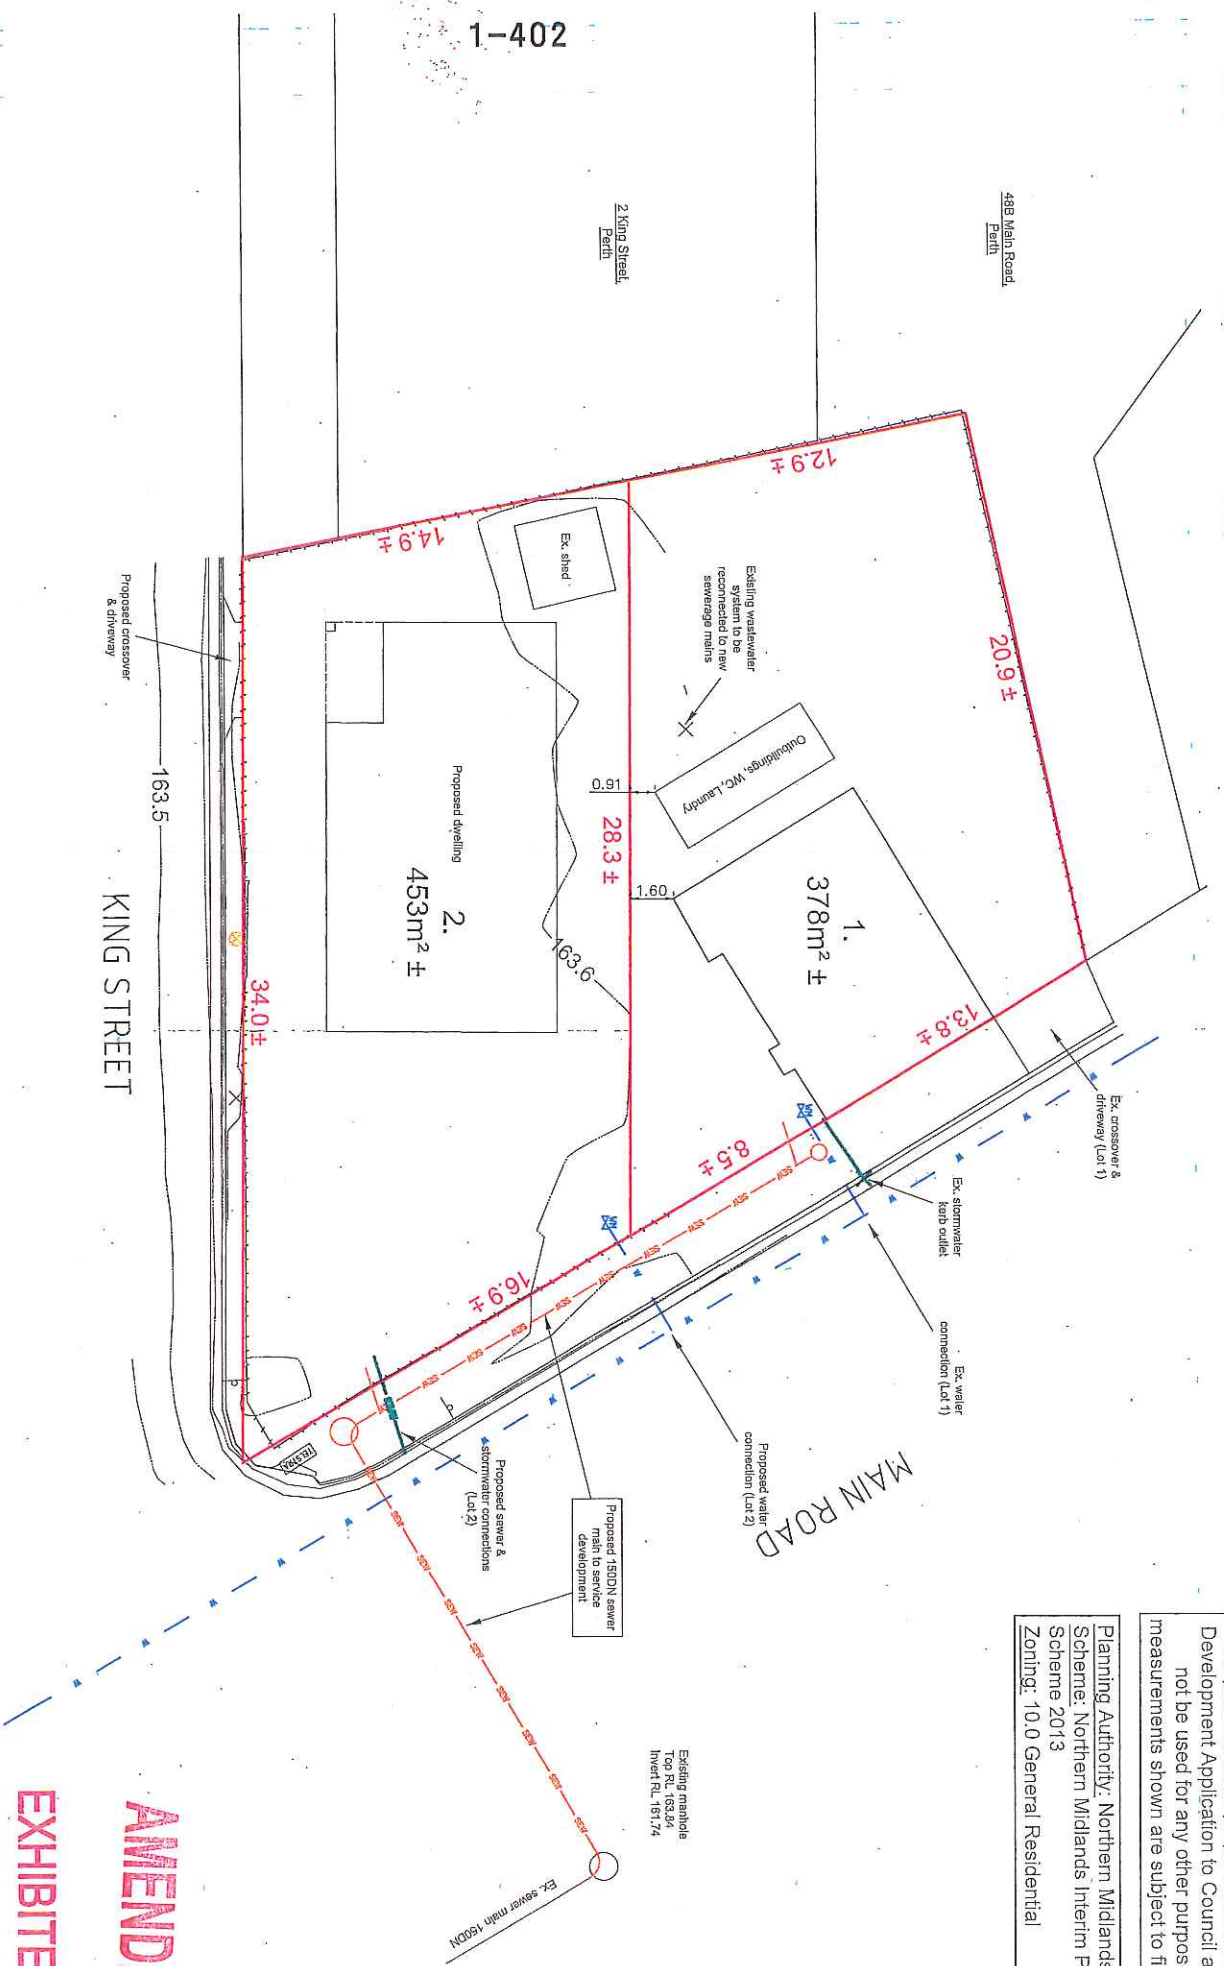 1-402
48B Main Road,
Perth
2 King Street,
Perth
12.9 ±
14.9 ±
20.9 ±
Ex. shed
Existing wastewater
system to be
reconnected to new
sewerage mains
Outbuildings, WC, Laundry
0.91
28.3 ±
1.60
1.
378m² ±
Proposed dwelling
2.
453m² ±
163.6
Proposed crossover
& driveway
163.5
KING STREET
34.0 ±
13.8 ±
8.5 ±
16.9 ±
Ex. crossover &
driveway (Lot 1)
Ex. stormwater
kerb outlet
Ex. water
connection (Lot 1)
Proposed water
connection (Lot 2)
MAIN ROAD
Proposed sewer &
stormwater connections
(Lot 2)
TELSTRA
Proposed 150DN sewer
main to service
development
Existing manhole
Top RL 163.84
Invert RL 161.74
Ex. sewer main 150DN
Development Application to Council a
not be used for any other purpos
measurements shown are subject to fi
Planning Authority: Northern Midlands
Scheme: Northern Midlands Interim P
Scheme 2013
Zoning: 10.0 General Residential
AMEND
EXHIBITE